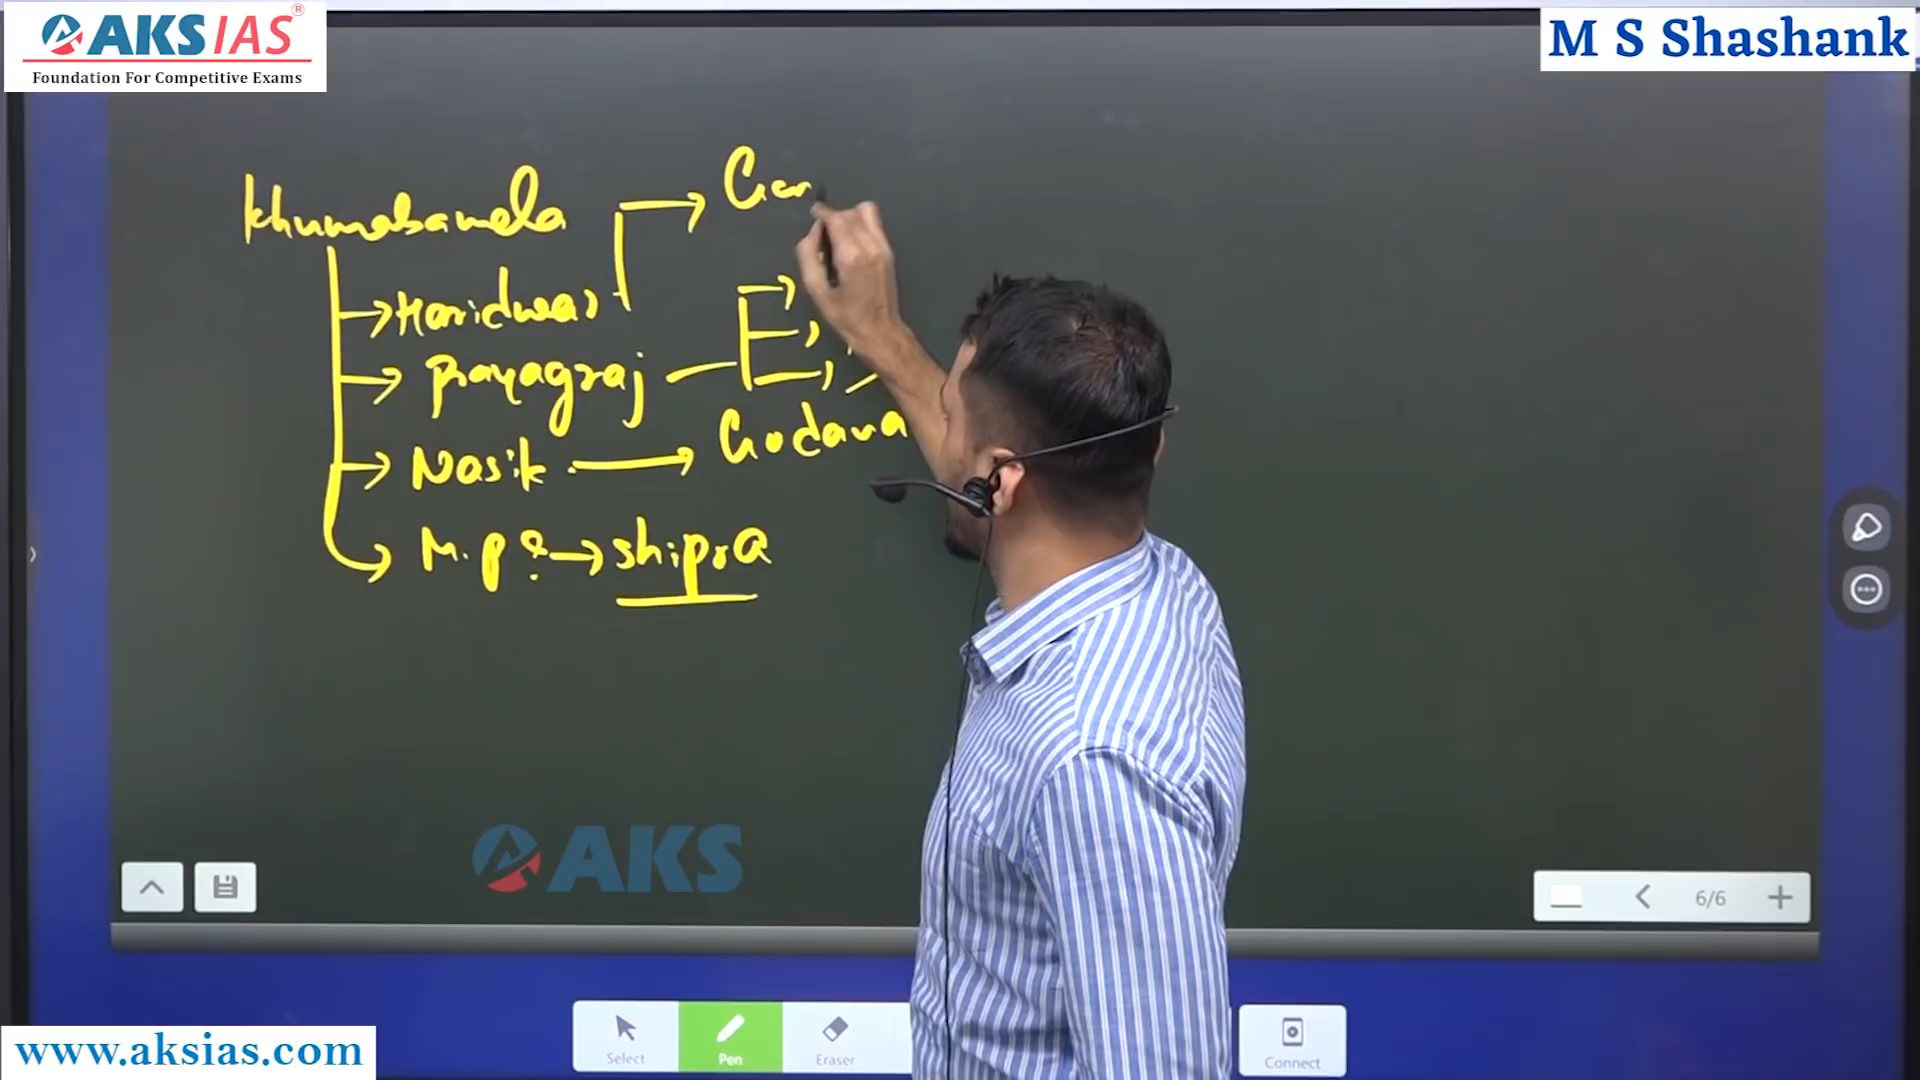 AKS IAS ®
Foundation For Competitive Exams
M S Shashank
Khumabamela
Haridwar
Prayagraj
Nasik → Godava
M.P ? → Shipra
AKS
6/6
Select
Pen
Eraser
Connect
www.aksias.com